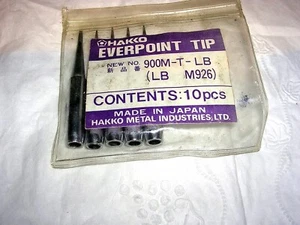 HAKKO
EVERPOINT TIP
NEW NO. 900M-T-LB
新品番 (LB M926)
CONTENTS: 10pcs
MADE IN JAPAN
HAKKO METAL INDUSTRIES, LTD.